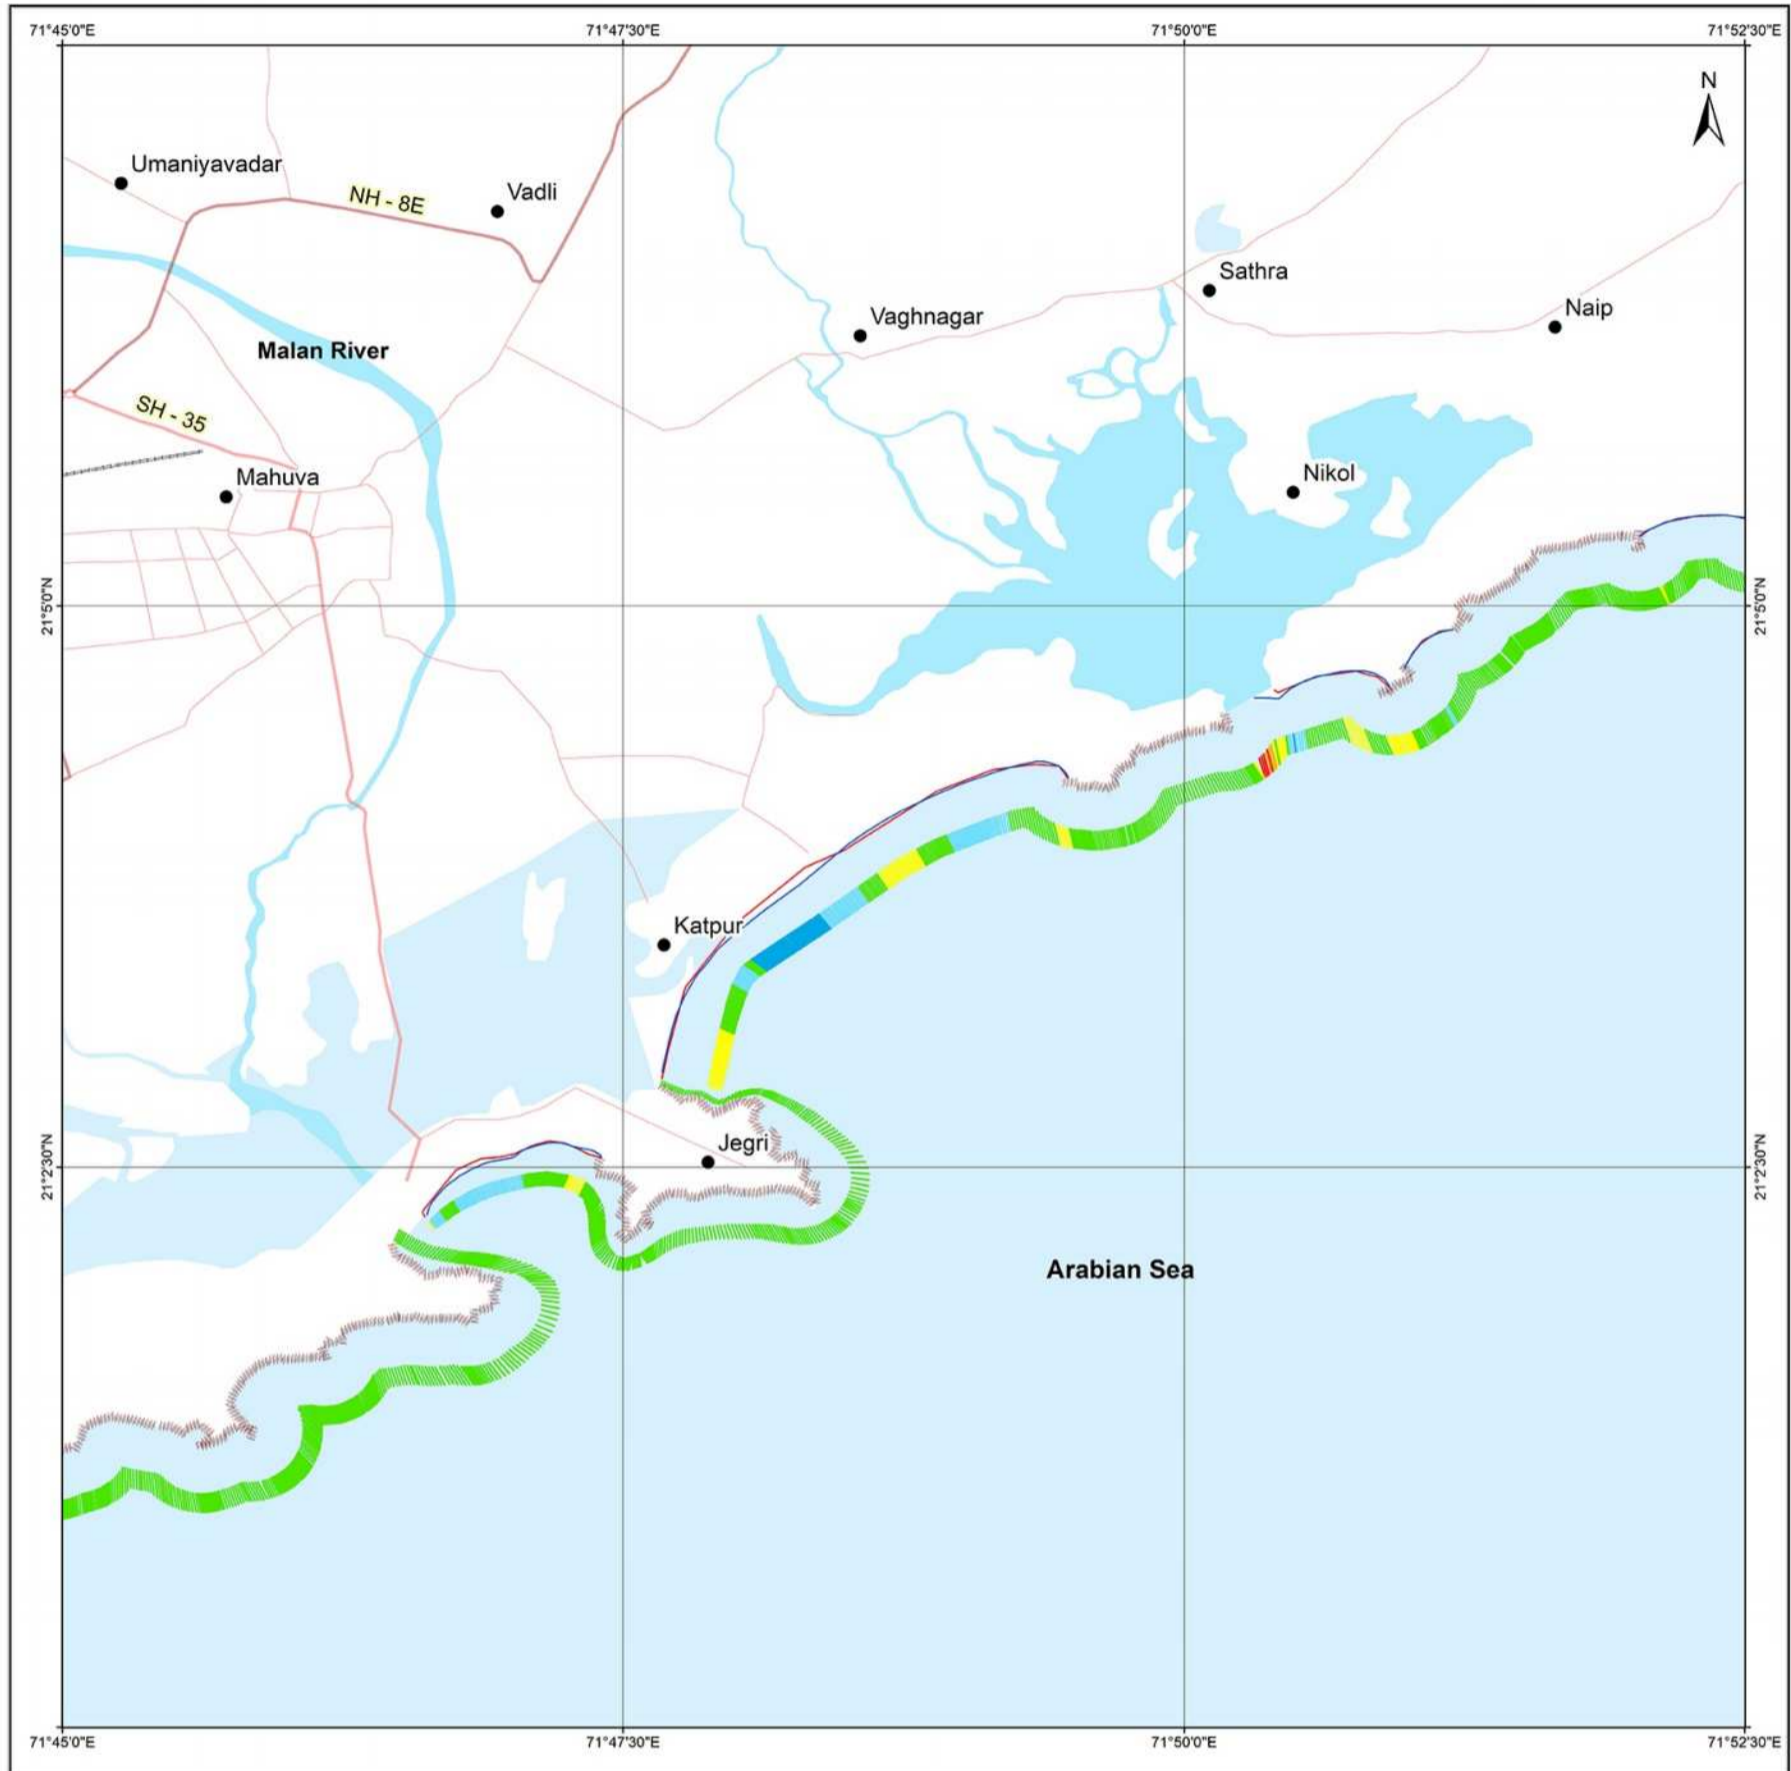 71°45'0"E
71°47'30"E
71°50'0"E
71°52'30"E
N
Umaniyavadar
NH - 8E
Vadli
Sathra
Naip
Vaghnagar
Malan River
SH - 35
Mahuva
Nikol
21°5'0"N
21°5'0"N
Katpur
Jegri
21°2'30"N
21°2'30"N
Arabian Sea
71°45'0"E
71°47'30"E
71°50'0"E
71°52'30"E